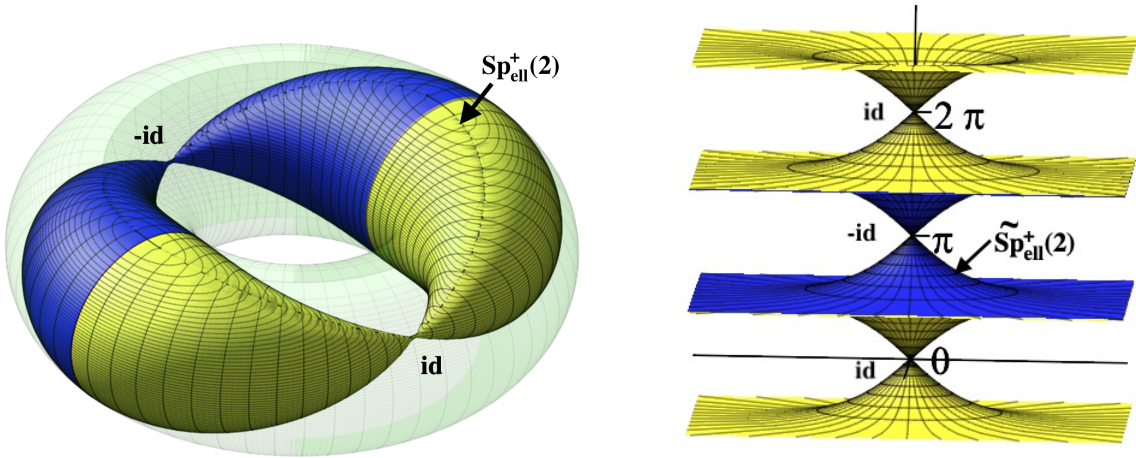 Sp⁺ₑₗₗ(2)
-id
id
id
2 π
-id
π
S̃p⁺ₑₗₗ(2)
id
0